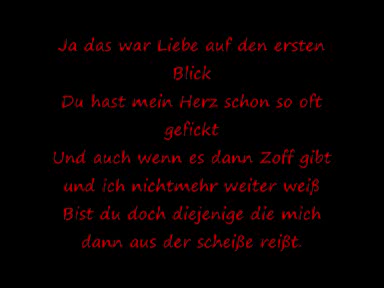 Ja das war Liebe auf den ersten
Blick
Du hast mein Herz schon so oft
gefickt
Und auch wenn es dann Zoff gibt
und ich nichtmehr weiter weiß
Bist du doch diejenige die mich
dann aus der scheiße reißt.